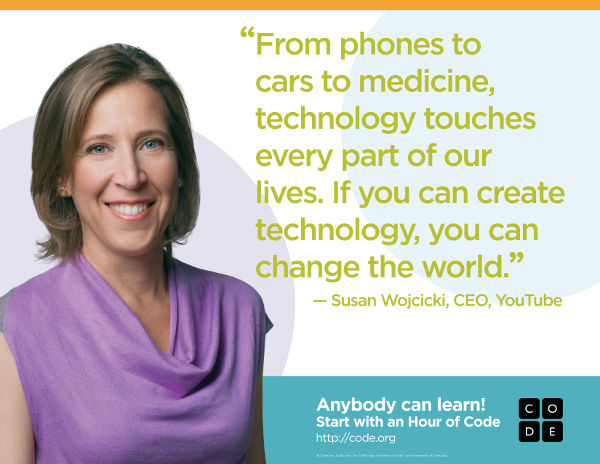 “From phones to
cars to medicine,
technology touches
every part of our
lives. If you can create
technology, you can
change the world.”
— Susan Wojcicki, CEO, YouTube
Anybody can learn!
Start with an Hour of Code
http://code.org
C O
D E